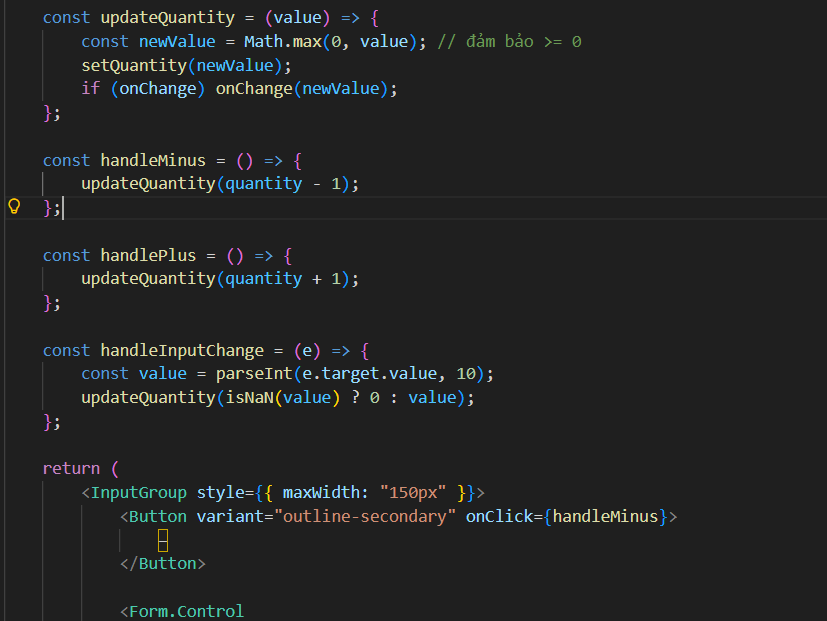 const updateQuantity = (value) => {
const newValue = Math.max(0, value); // đảm bảo >= 0
setQuantity(newValue);
if (onChange) onChange(newValue);
};
const handleMinus = () => {
updateQuantity(quantity - 1);
};
const handlePlus = () => {
updateQuantity(quantity + 1);
};
const handleInputChange = (e) => {
const value = parseInt(e.target.value, 10);
updateQuantity(isNaN(value) ? 0 : value);
};
return (
<InputGroup style={{ maxWidth: "150px" }}>
<Button variant="outline-secondary" onClick={handleMinus}>
−
</Button>
<Form.Control